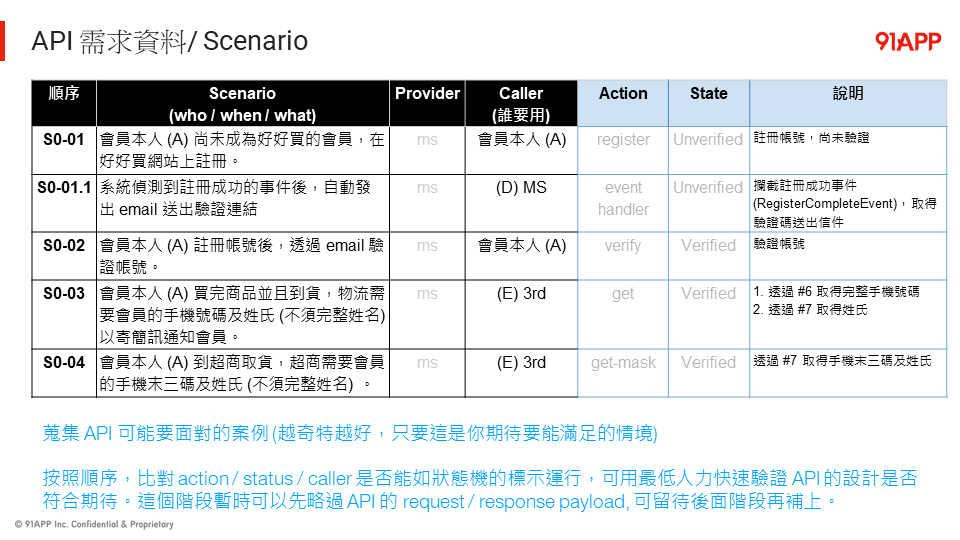 API 需求資料/ Scenario
91APP
順序 Scenario (who / when / what) Provider Caller (誰要用) Action State 說明
S0-01 會員本人 (A) 尚未成為好好買的會員，在 ms 會員本人 (A) register Unverified 註冊帳號，尚未驗證
好好買網站上註冊。
S0-01.1 系統偵測到註冊成功的事件後，自動發 ms (D) MS event Unverified 攔截註冊成功事件
出 email 送出驗證連結 handler (RegisterCompleteEvent)，取得
驗證碼送出信件
S0-02 會員本人 (A) 註冊帳號後，透過 email 驗 ms 會員本人 (A) verify Verified 驗證帳號
證帳號。
S0-03 會員本人 (A) 買完商品並且到貨，物流需 ms (E) 3rd get Verified 1. 透過 #6 取得完整手機號碼
要會員的手機號碼及姓氏 (不須完整姓名) 2. 透過 #7 取得姓氏
以寄簡訊通知會員。
S0-04 會員本人 (A) 到超商取貨，超商需要會員 ms (E) 3rd get-mask Verified 透過 #7 取得手機末三碼及姓氏
的手機末三碼及姓氏 (不須完整姓名) 。
蒐集 API 可能要面對的案例 (越奇特越好，只要這是你期待要能滿足的情境)
按照順序，比對 action / status / caller 是否能如狀態機的標示運行，可用最低人力快速驗證 API 的設計是否
符合期待。這個階段暫時可以先略過 API 的 request / response payload, 可留待後面階段再補上。
© 91APP Inc. Confidential & Proprietary